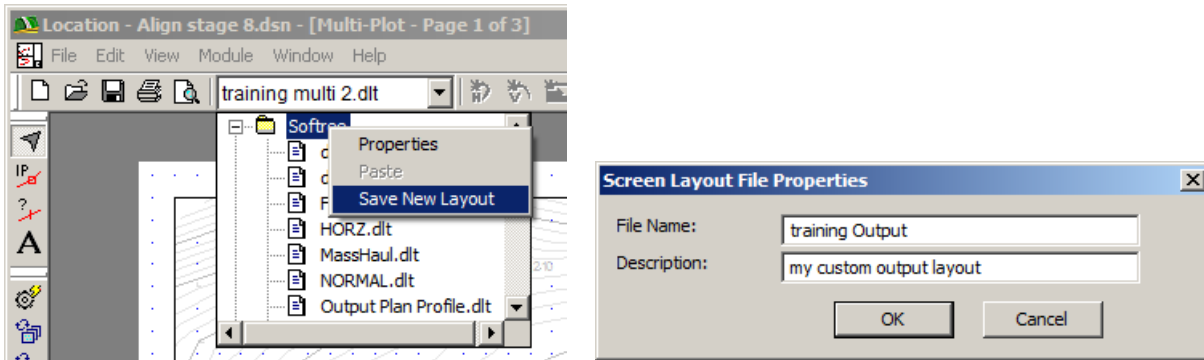 Location - Align stage 8.dsn - [Multi-Plot - Page 1 of 3]
File Edit View Module Window Help
training multi 2.dlt
Softree
Properties
Paste
Save New Layout
d
d
F
HORZ.dlt
MassHaul.dlt
NORMAL.dlt
Output Plan Profile.dlt
IP
?
A
H
V
210
Screen Layout File Properties
File Name: training Output
Description: my custom output layout
OK Cancel